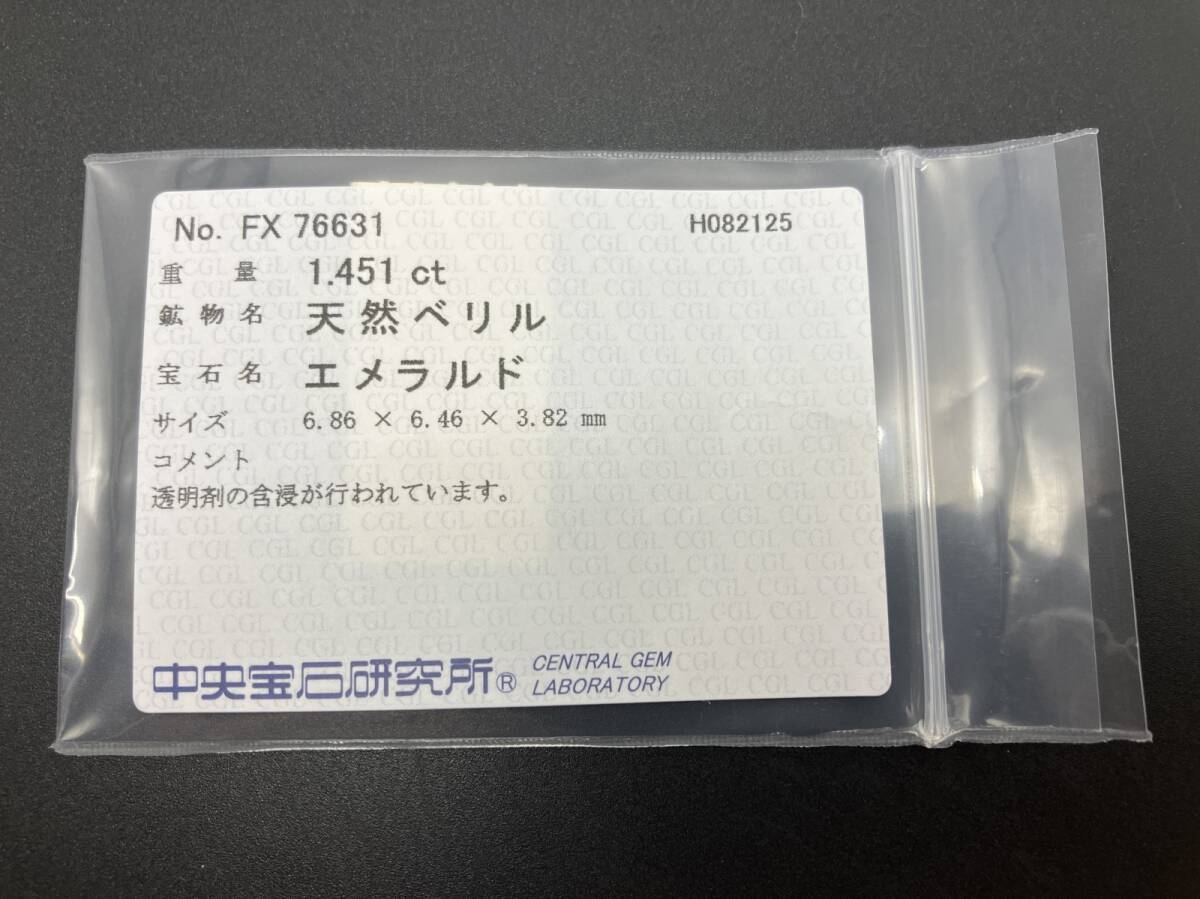 No. FX 76631 H082125
重量 1.451 ct
鉱物名 天然ベリル
宝石名 エメラルド
サイズ 6.86 × 6.46 × 3.82 mm
コメント
透明剤の含浸が行われています。
中央宝石研究所® CENTRAL GEM
LABORATORY